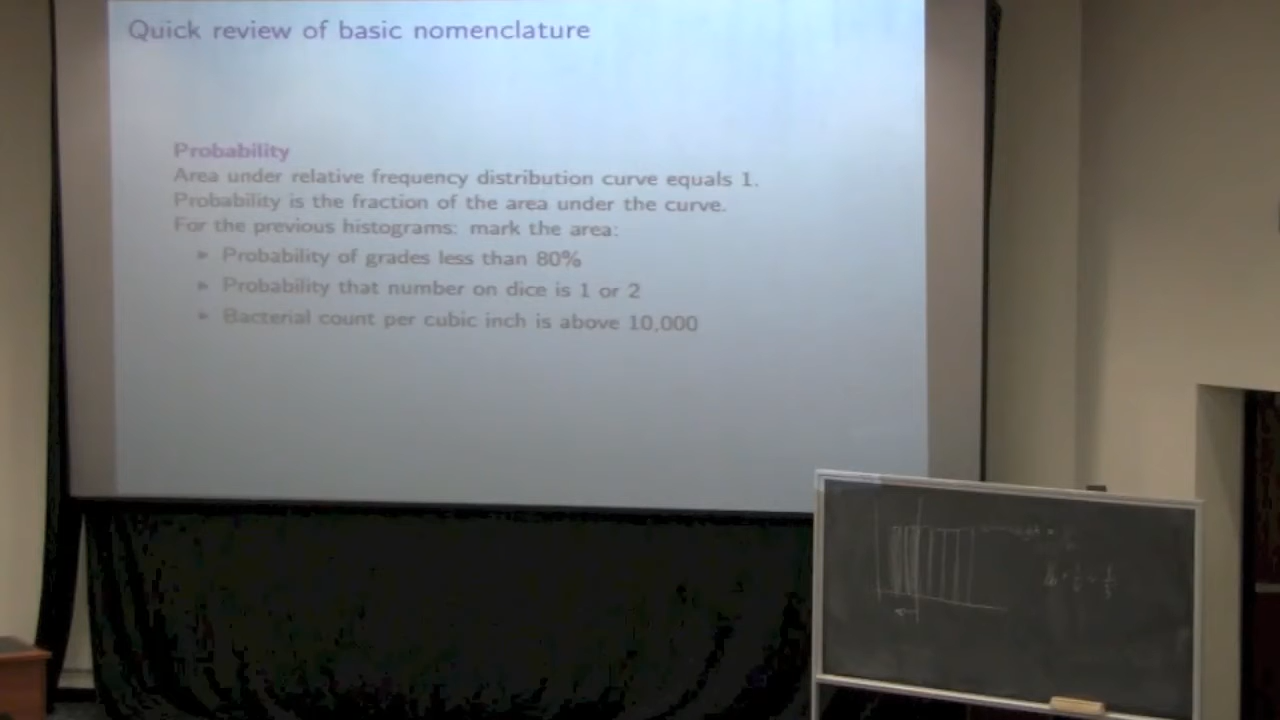 Quick review of basic nomenclature
Probability
Area under relative frequency distribution curve equals 1.
Probability is the fraction of the area under the curve.
For the previous histograms: mark the area:
Probability of grades less than 80%
Probability that number on dice is 1 or 2
Bacterial count per cubic inch is above 10,000